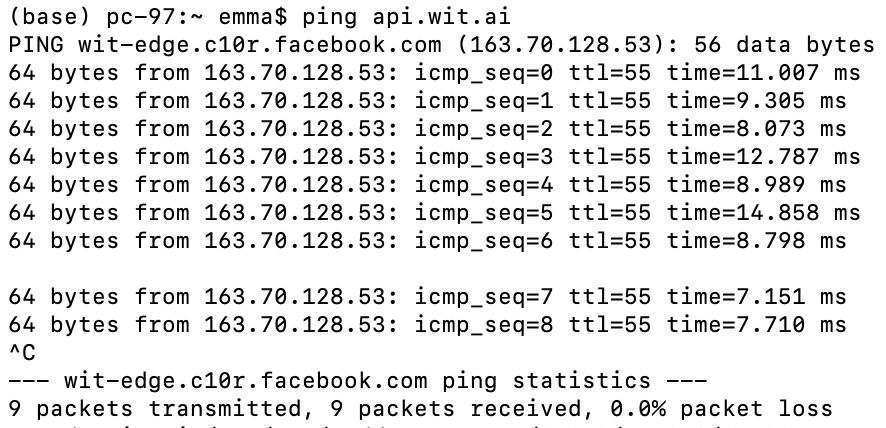 (base) pc-97:~ emma$ ping api.wit.ai
PING wit-edge.c10r.facebook.com (163.70.128.53): 56 data bytes
64 bytes from 163.70.128.53: icmp_seq=0 ttl=55 time=11.007 ms
64 bytes from 163.70.128.53: icmp_seq=1 ttl=55 time=9.305 ms
64 bytes from 163.70.128.53: icmp_seq=2 ttl=55 time=8.073 ms
64 bytes from 163.70.128.53: icmp_seq=3 ttl=55 time=12.787 ms
64 bytes from 163.70.128.53: icmp_seq=4 ttl=55 time=8.989 ms
64 bytes from 163.70.128.53: icmp_seq=5 ttl=55 time=14.858 ms
64 bytes from 163.70.128.53: icmp_seq=6 ttl=55 time=8.798 ms
64 bytes from 163.70.128.53: icmp_seq=7 ttl=55 time=7.151 ms
64 bytes from 163.70.128.53: icmp_seq=8 ttl=55 time=7.710 ms
^C
--- wit-edge.c10r.facebook.com ping statistics ---
9 packets transmitted, 9 packets received, 0.0% packet loss